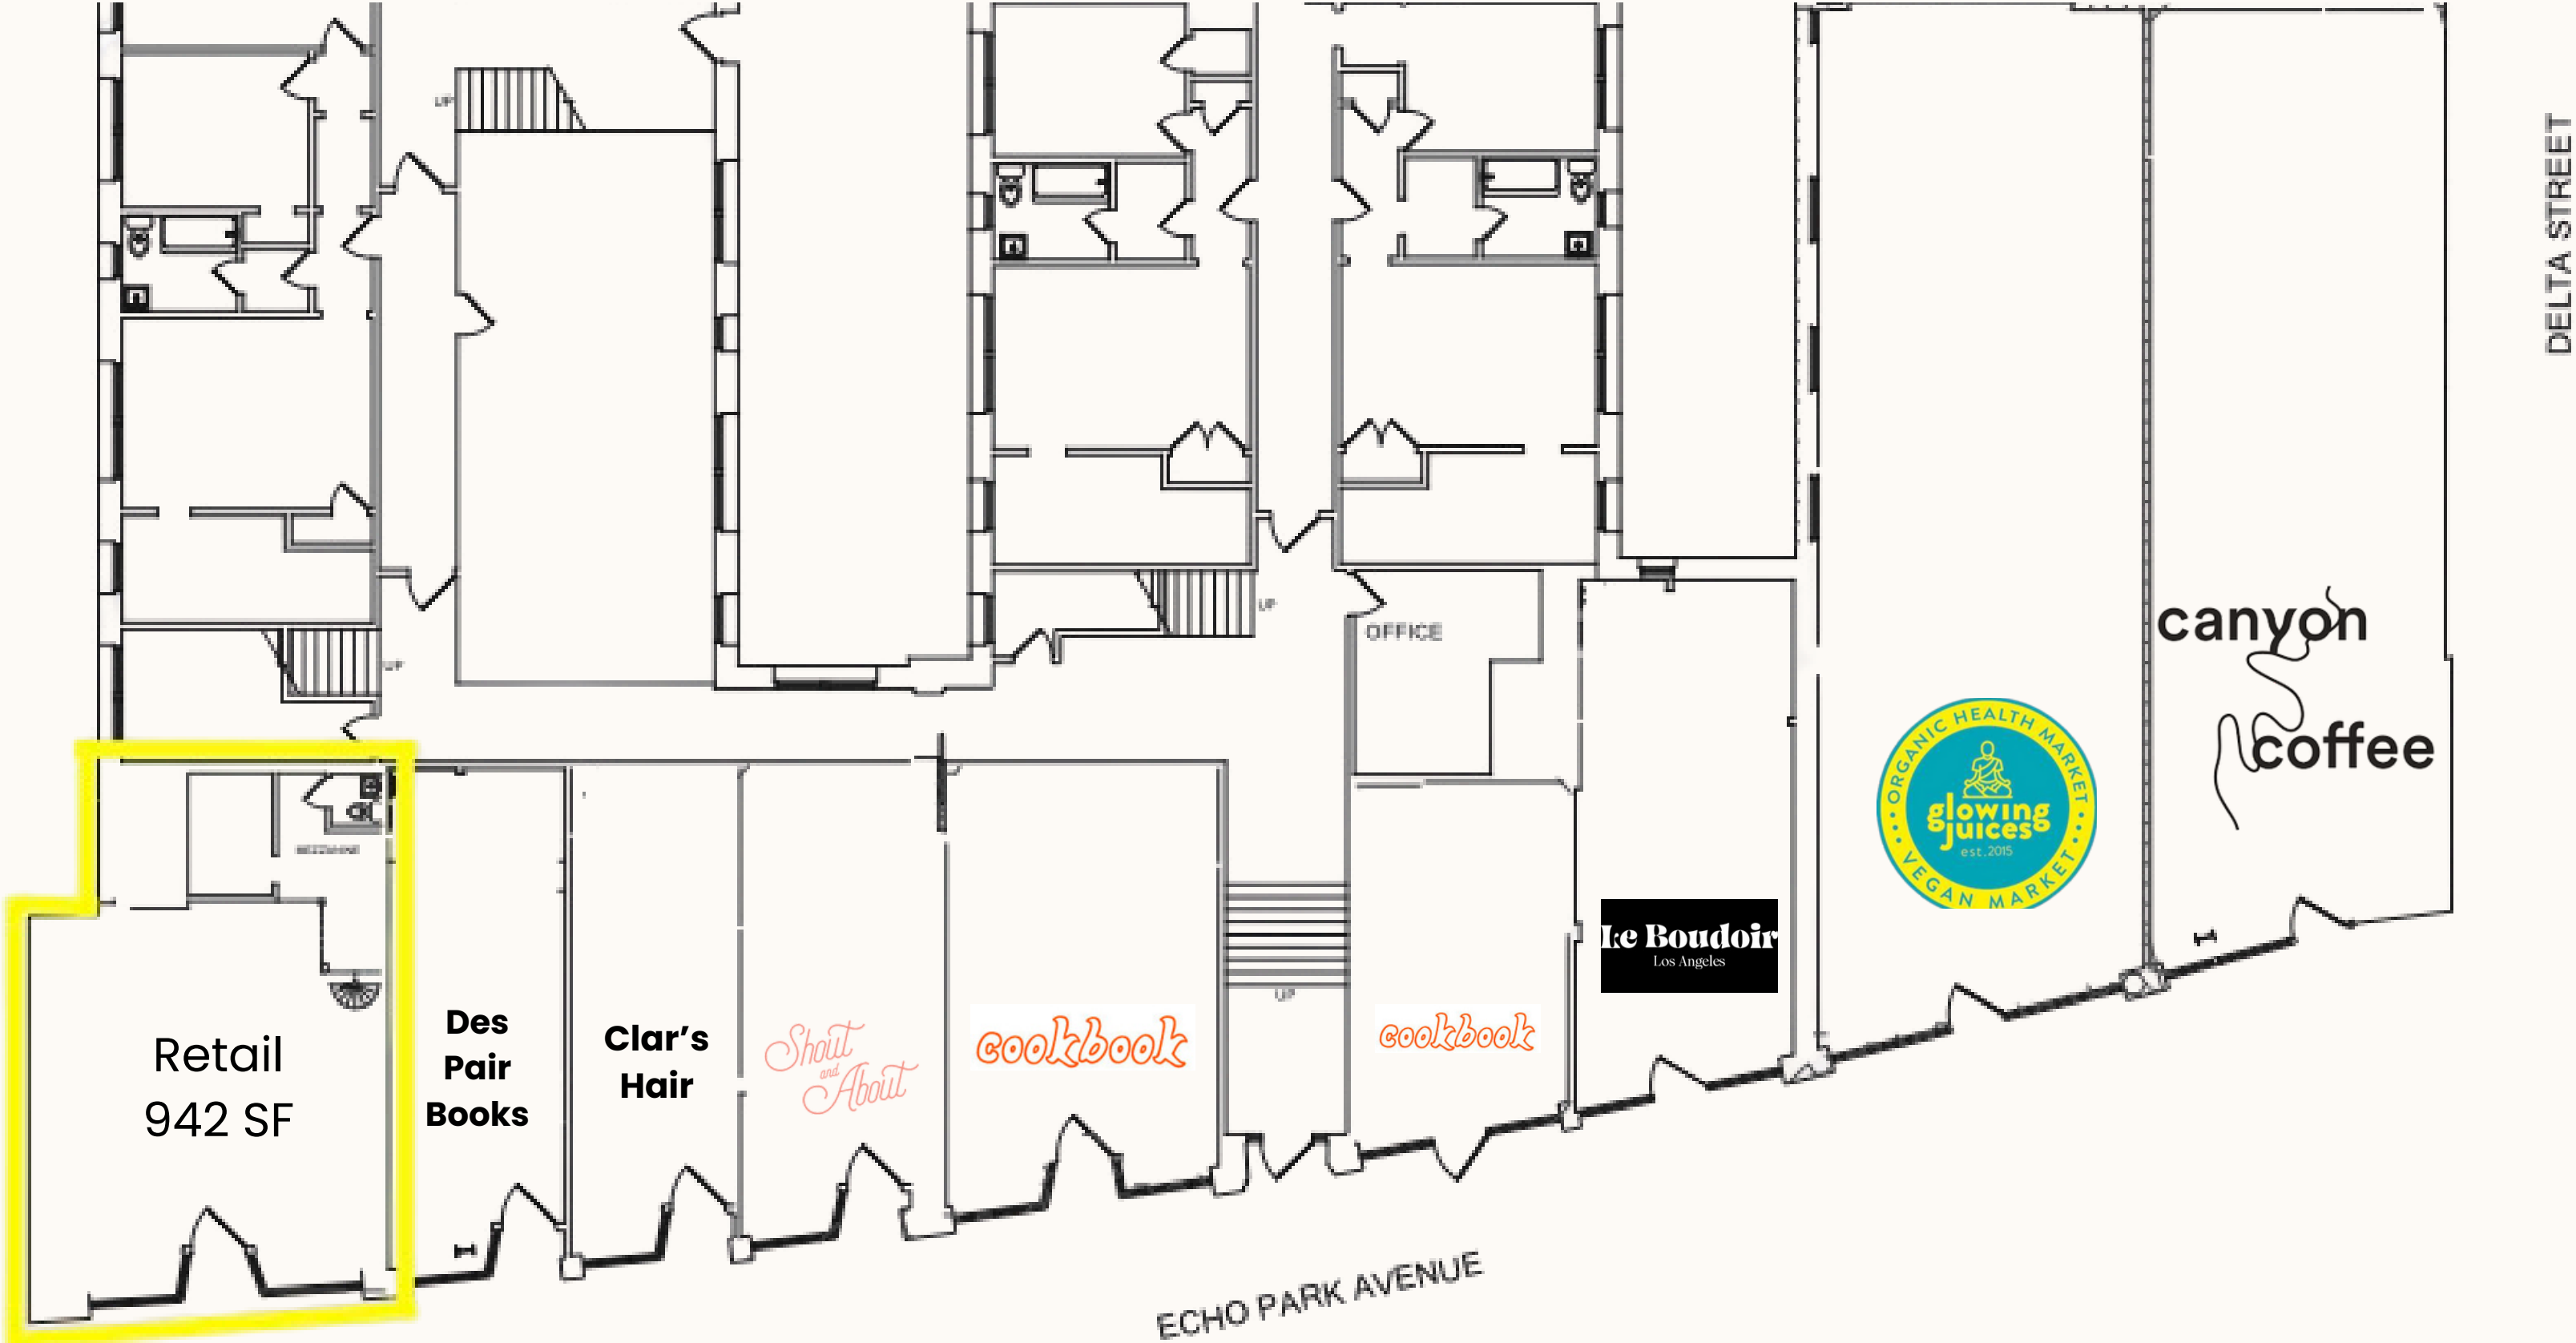 UP
DELTA STREET
UP
OFFICE
UP
canyon
coffee
ORGANIC HEALTH MARKET
glowing
juices
est. 2015
VEGAN MARKET
MEZZANINE
Le Boudoir
Los Angeles
UP
Retail
942 SF
Des
Pair
Books
Clar’s
Hair
Shout
and
About
cookbook
cookbook
ECHO PARK AVENUE